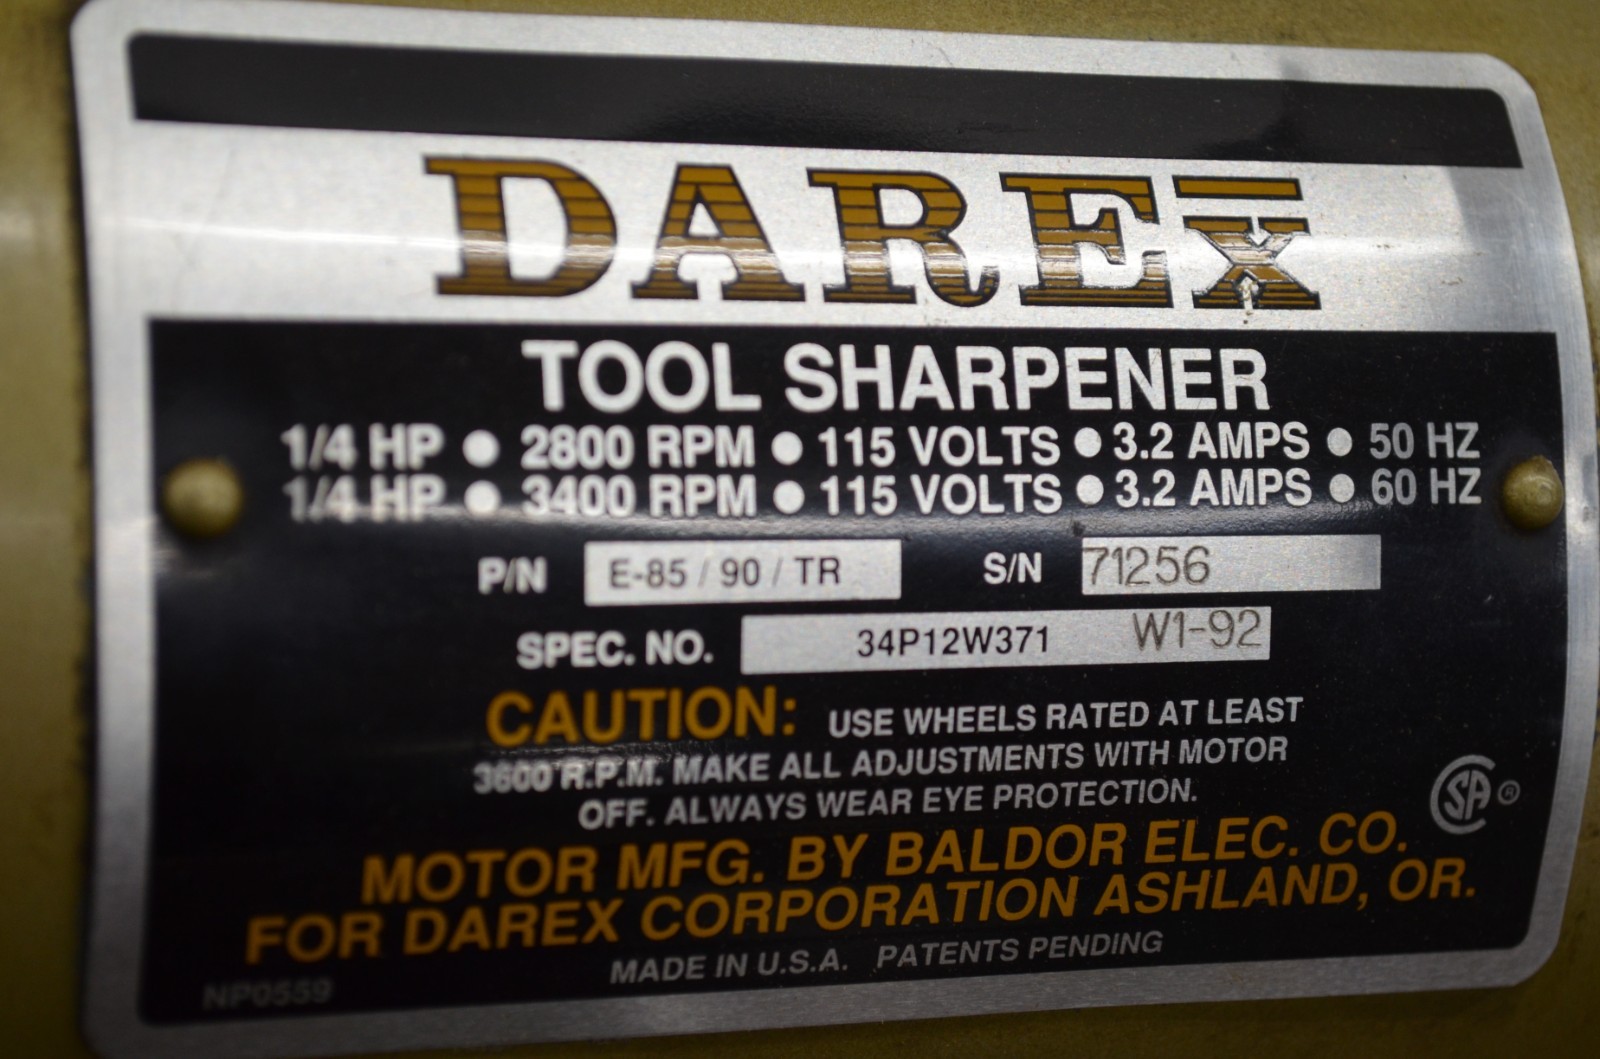 DAREX
TOOL SHARPENER
1/4 HP • 2800 RPM • 115 VOLTS • 3.2 AMPS • 50 HZ
1/4 HP • 3400 RPM • 115 VOLTS • 3.2 AMPS • 60 HZ
P/N E-85 / 90 / TR S/N 71256
SPEC. NO. 34P12W371 W1-92
CAUTION: USE WHEELS RATED AT LEAST
3600 R.P.M. MAKE ALL ADJUSTMENTS WITH MOTOR
OFF. ALWAYS WEAR EYE PROTECTION.
SA ®
MOTOR MFG. BY BALDOR ELEC. CO.
FOR DAREX CORPORATION ASHLAND, OR.
MADE IN U.S.A. PATENTS PENDING
NP0559